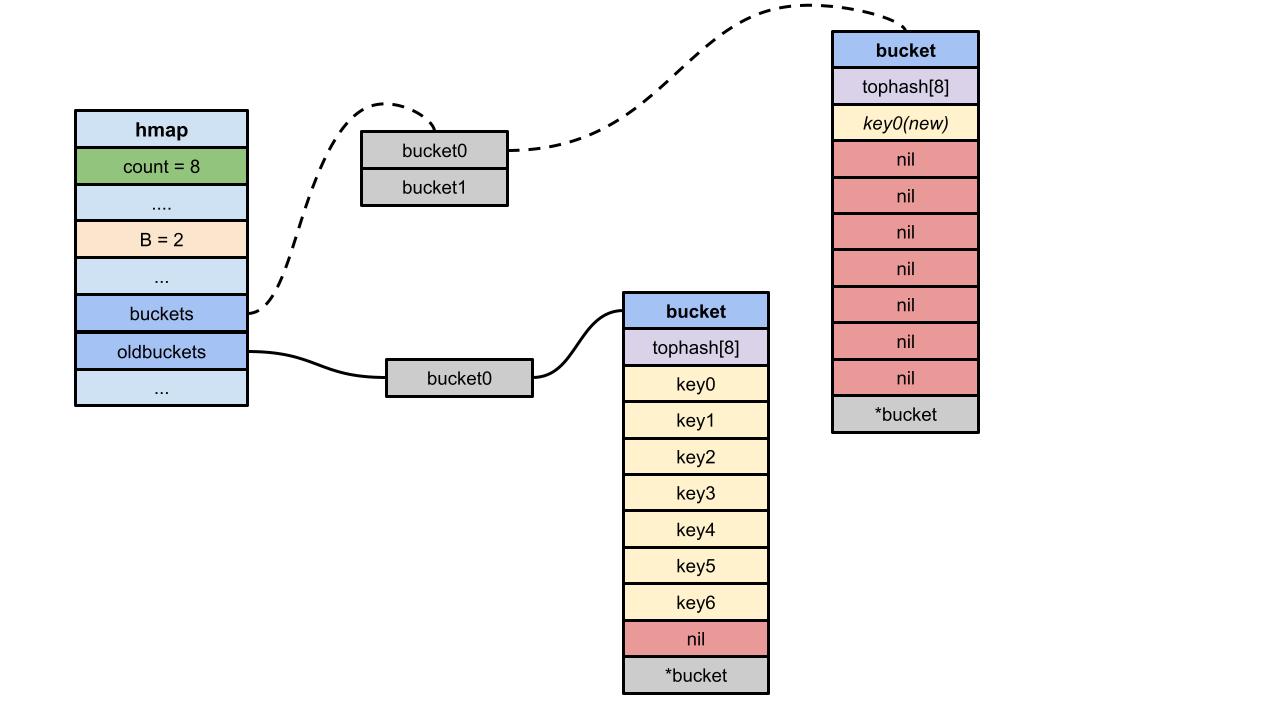 hmap
count = 8
....
B = 2
...
buckets
oldbuckets
...
bucket0
bucket1
bucket0
bucket
tophash[8]
key0
key1
key2
key3
key4
key5
key6
nil
*bucket
bucket
tophash[8]
key0(new)
nil
nil
nil
nil
nil
nil
nil
*bucket